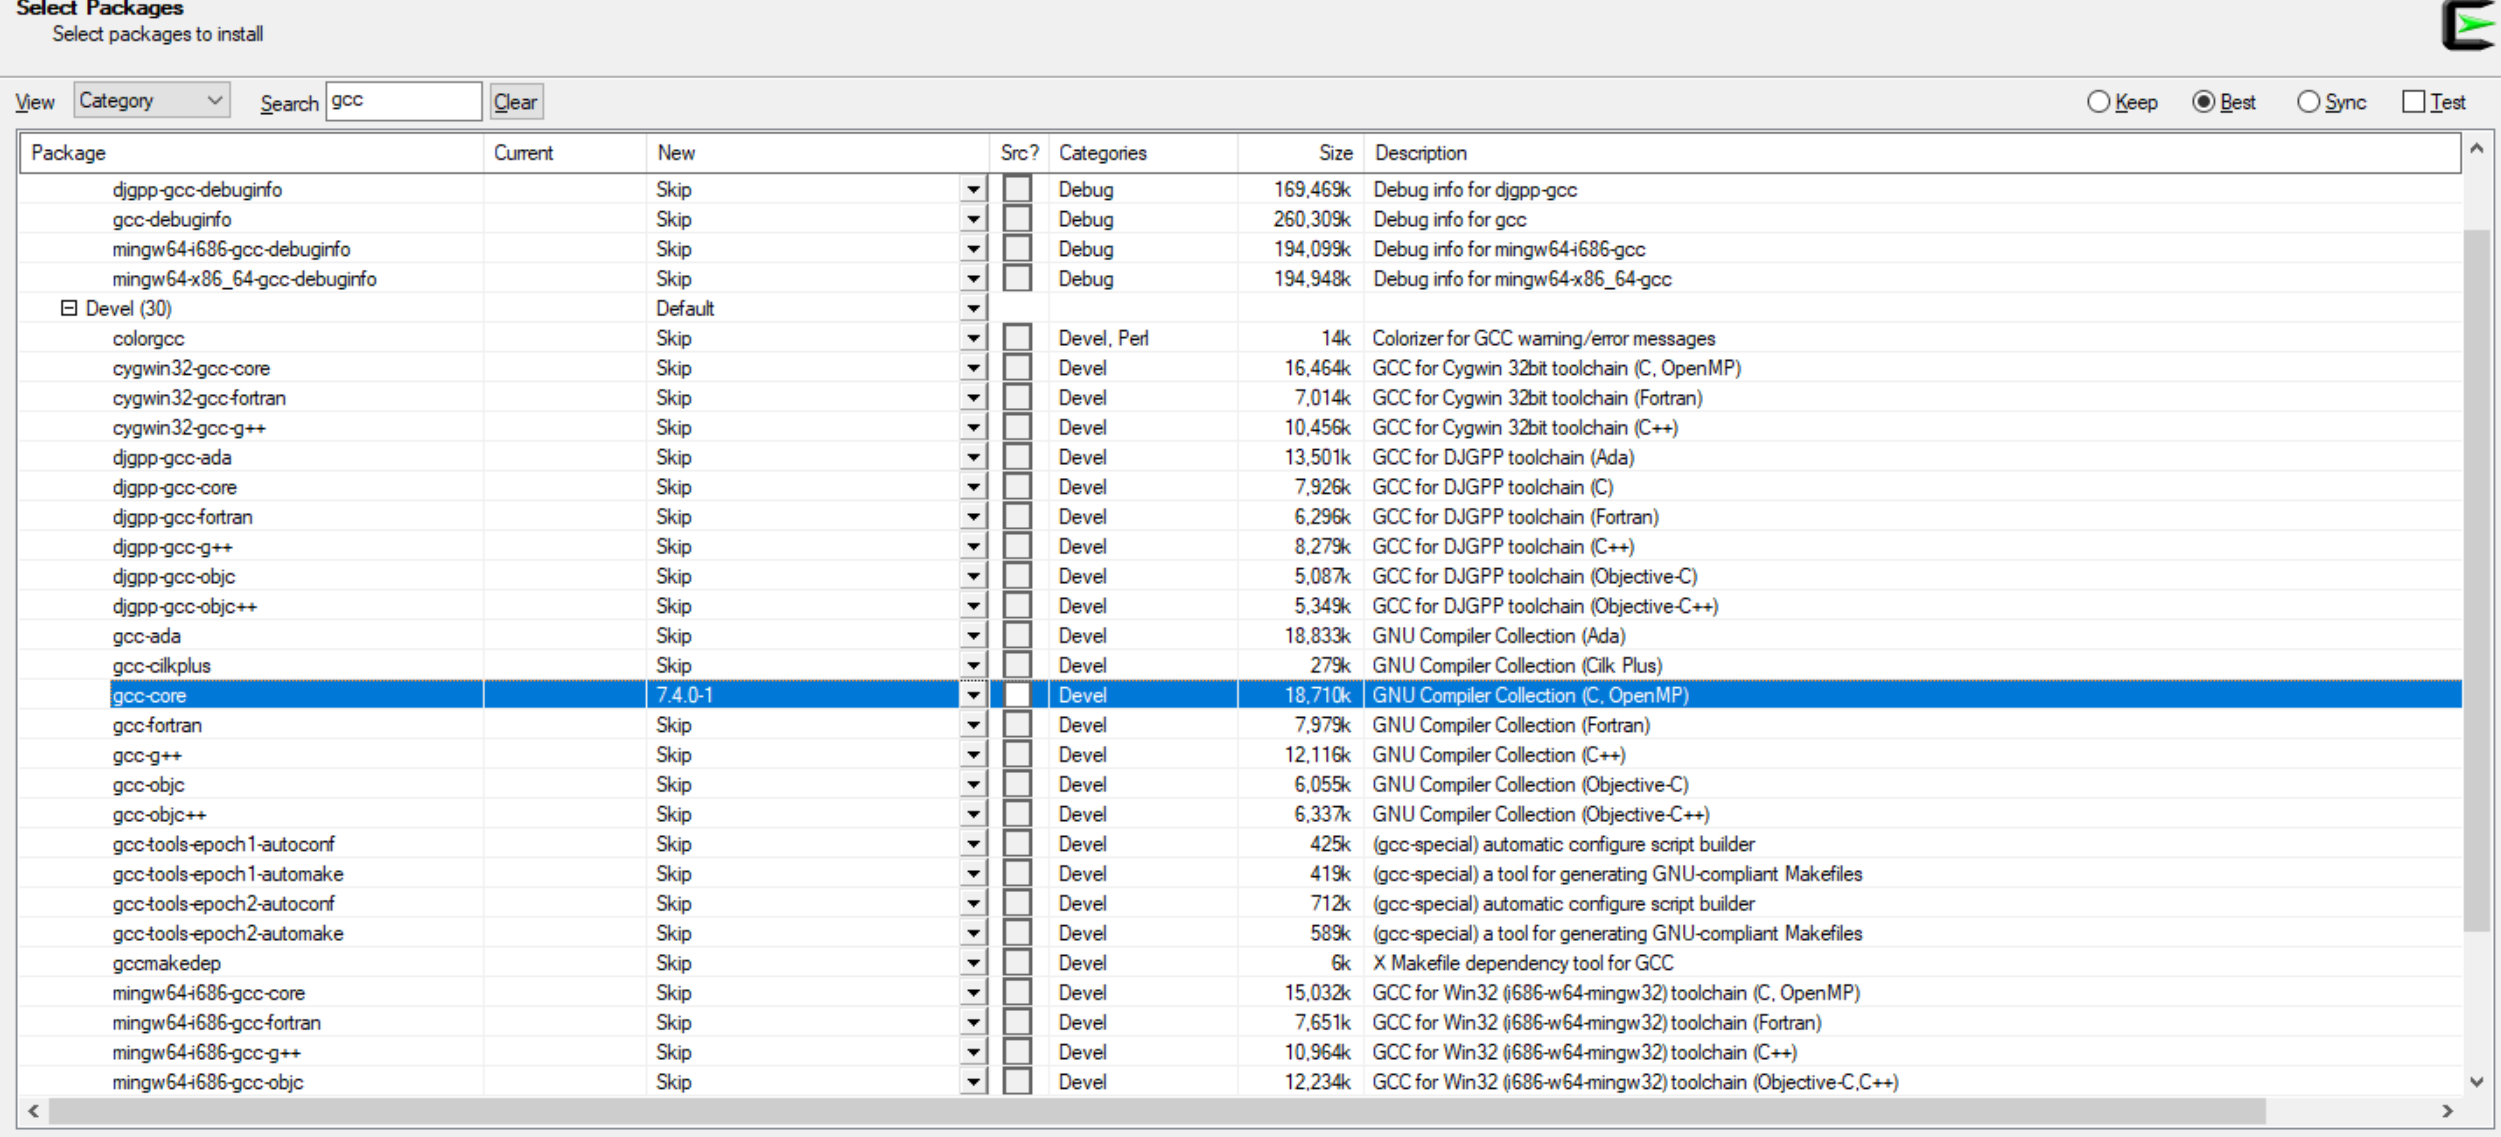 Select Packages
Select packages to install
View Category Search gcc Clear Keep Best Sync Test
Package Current New Src? Categories Size Description
djgpp-gcc-debuginfo Skip Debug 169,469k Debug info for djgpp-gcc
gcc-debuginfo Skip Debug 260,309k Debug info for gcc
mingw64-i686-gcc-debuginfo Skip Debug 194,099k Debug info for mingw64-i686-gcc
mingw64-x86_64-gcc-debuginfo Skip Debug 194,948k Debug info for mingw64-x86_64-gcc
Devel (30) Default
colorgcc Skip Devel, Perl 14k Colorizer for GCC warning/error messages
cygwin32-gcc-core Skip Devel 16,464k GCC for Cygwin 32bit toolchain (C, OpenMP)
cygwin32-gcc-fortran Skip Devel 7,014k GCC for Cygwin 32bit toolchain (Fortran)
cygwin32-gcc-g++ Skip Devel 10,456k GCC for Cygwin 32bit toolchain (C++)
djgpp-gcc-ada Skip Devel 13,501k GCC for DJGPP toolchain (Ada)
djgpp-gcc-core Skip Devel 7,926k GCC for DJGPP toolchain (C)
djgpp-gcc-fortran Skip Devel 6,296k GCC for DJGPP toolchain (Fortran)
djgpp-gcc-g++ Skip Devel 8,279k GCC for DJGPP toolchain (C++)
djgpp-gcc-objc Skip Devel 5,087k GCC for DJGPP toolchain (Objective-C)
djgpp-gcc-objc++ Skip Devel 5,349k GCC for DJGPP toolchain (Objective-C++)
gcc-ada Skip Devel 18,833k GNU Compiler Collection (Ada)
gcc-cilkplus Skip Devel 279k GNU Compiler Collection (Cilk Plus)
gcc-core 7.4.0-1 Devel 18,710k GNU Compiler Collection (C, OpenMP)
gcc-fortran Skip Devel 7,979k GNU Compiler Collection (Fortran)
gcc-g++ Skip Devel 12,116k GNU Compiler Collection (C++)
gcc-objc Skip Devel 6,055k GNU Compiler Collection (Objective-C)
gcc-objc++ Skip Devel 6,337k GNU Compiler Collection (Objective-C++)
gcc-tools-epoch1-autoconf Skip Devel 425k (gcc-special) automatic configure script builder
gcc-tools-epoch1-automake Skip Devel 419k (gcc-special) a tool for generating GNU-compliant Makefiles
gcc-tools-epoch2-autoconf Skip Devel 712k (gcc-special) automatic configure script builder
gcc-tools-epoch2-automake Skip Devel 589k (gcc-special) a tool for generating GNU-compliant Makefiles
gccmakedep Skip Devel 6k X Makefile dependency tool for GCC
mingw64-i686-gcc-core Skip Devel 15,032k GCC for Win32 (i686-w64-mingw32) toolchain (C, OpenMP)
mingw64-i686-gcc-fortran Skip Devel 7,651k GCC for Win32 (i686-w64-mingw32) toolchain (Fortran)
mingw64-i686-gcc-g++ Skip Devel 10,964k GCC for Win32 (i686-w64-mingw32) toolchain (C++)
mingw64-i686-gcc-objc Skip Devel 12,234k GCC for Win32 (i686-w64-mingw32) toolchain (Objective-C,C++)